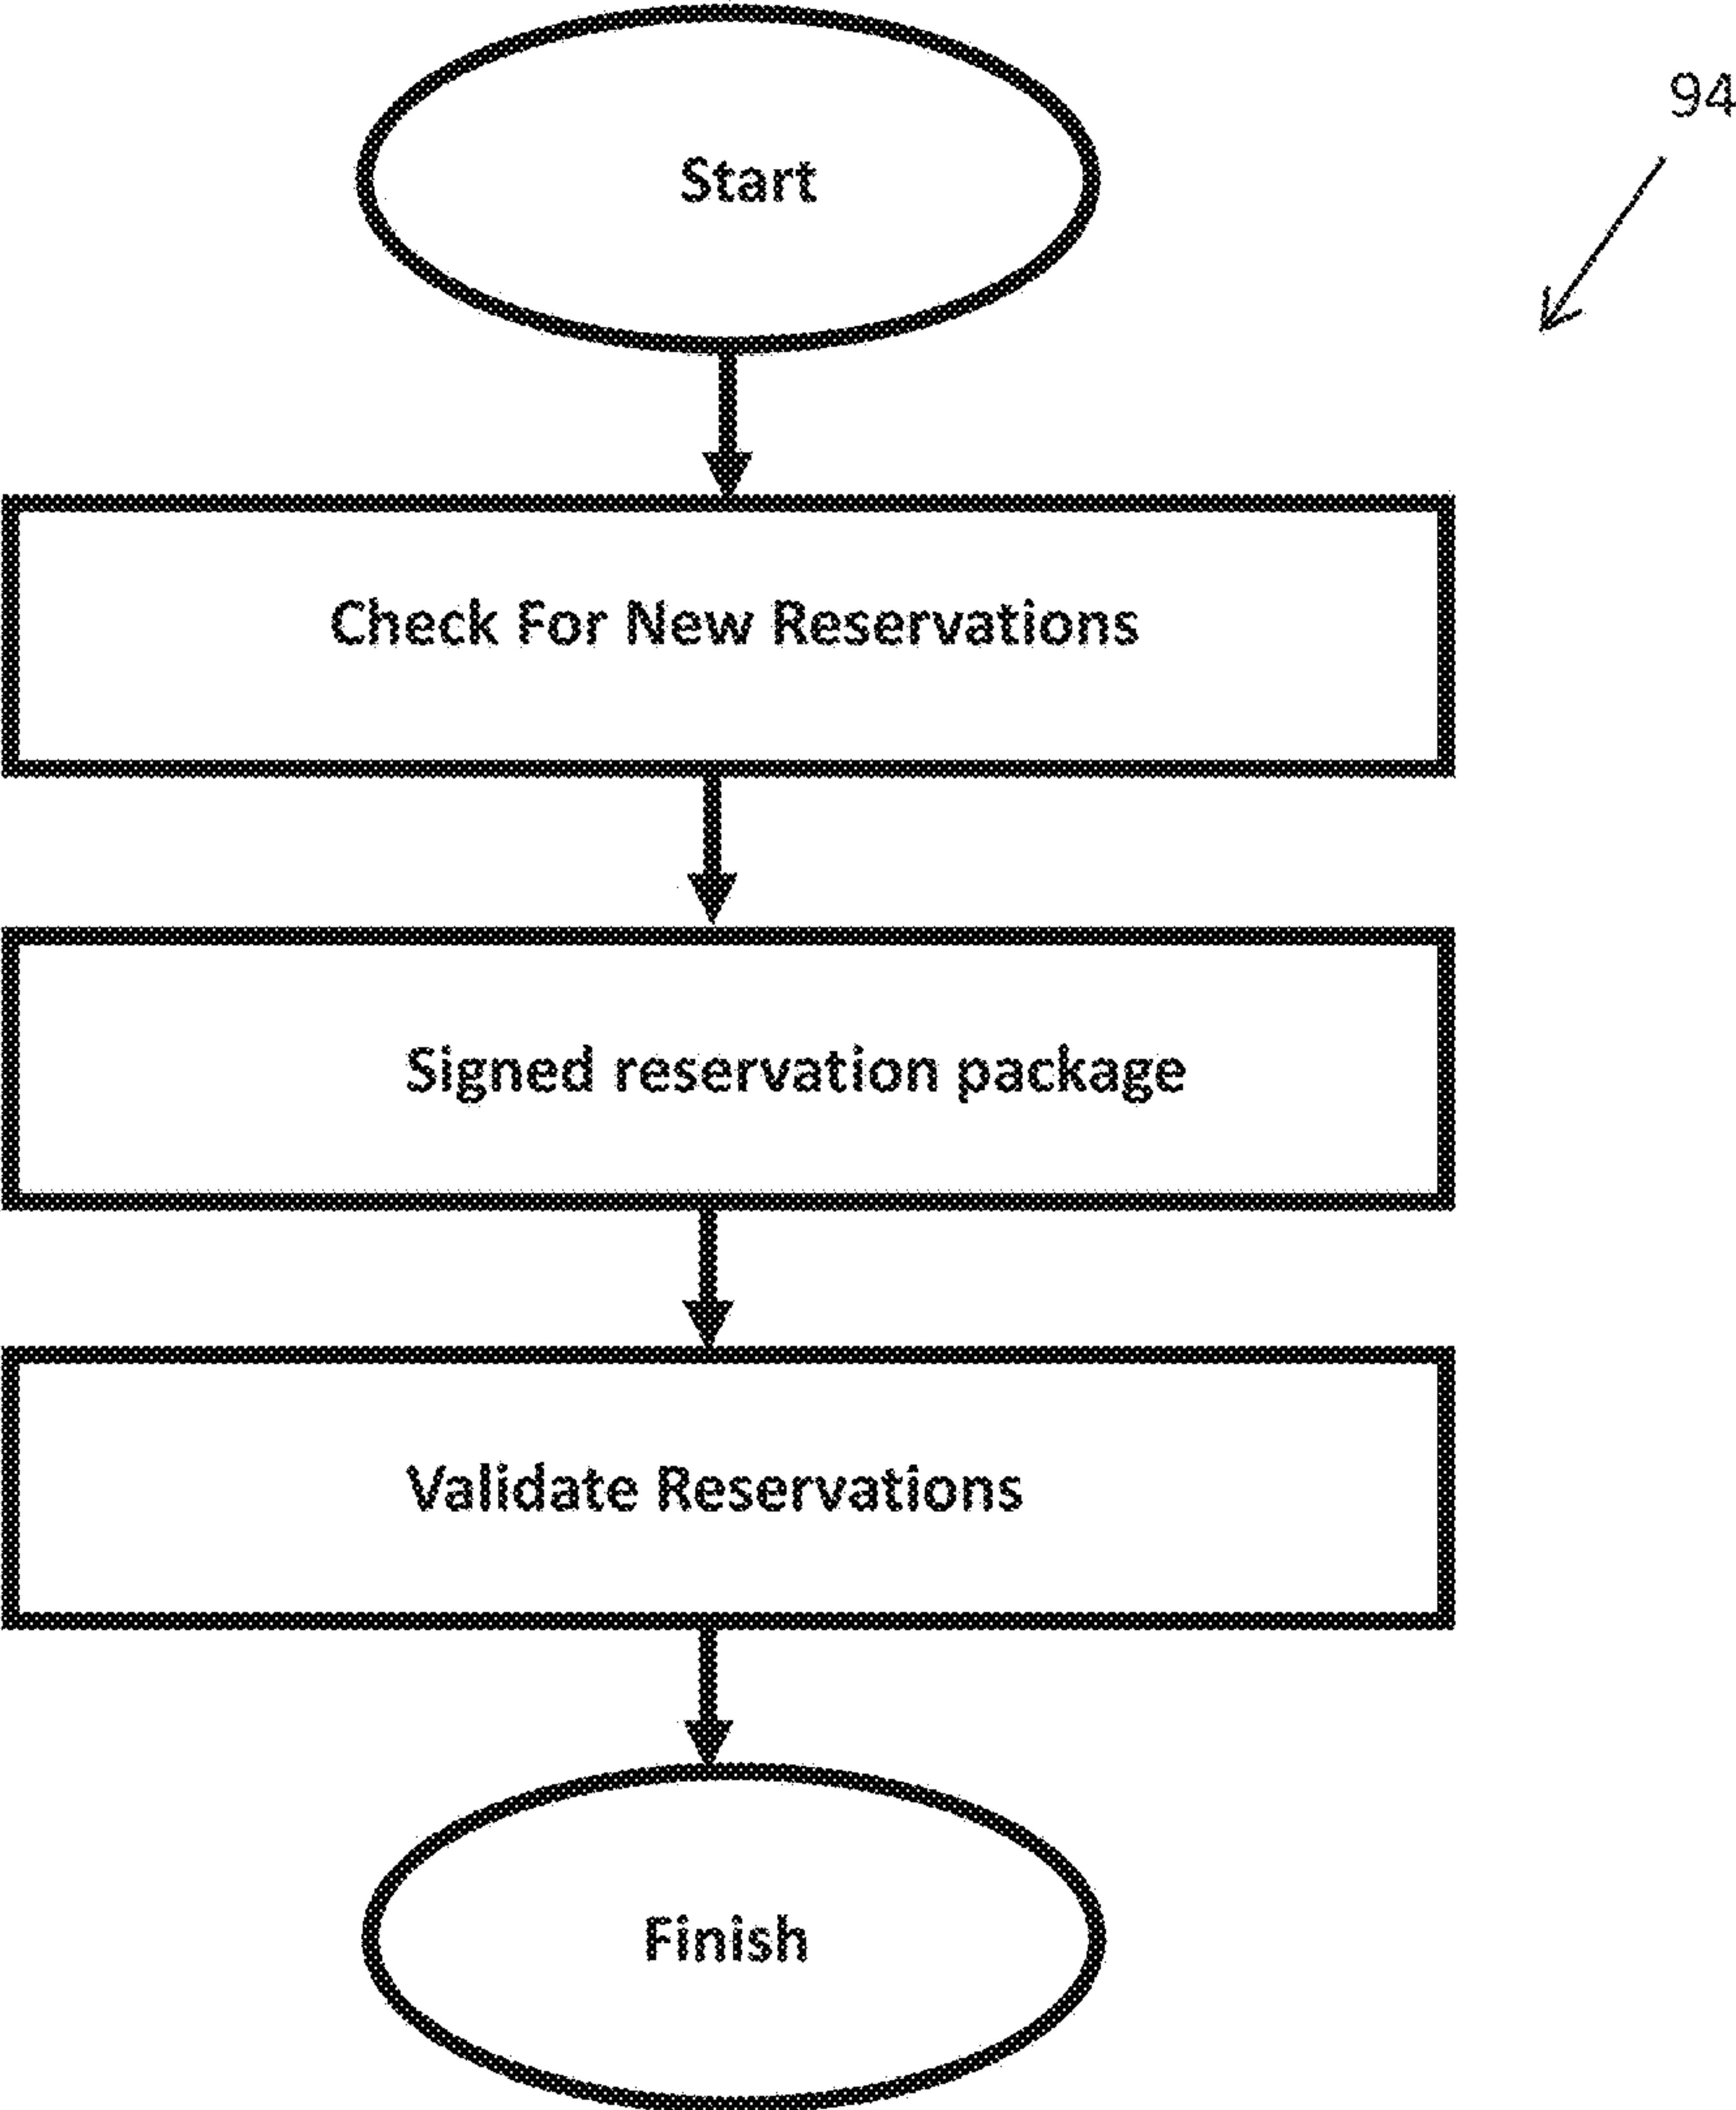 94
Start
Check For New Reservations
Signed reservation package
Validate Reservations
Finish